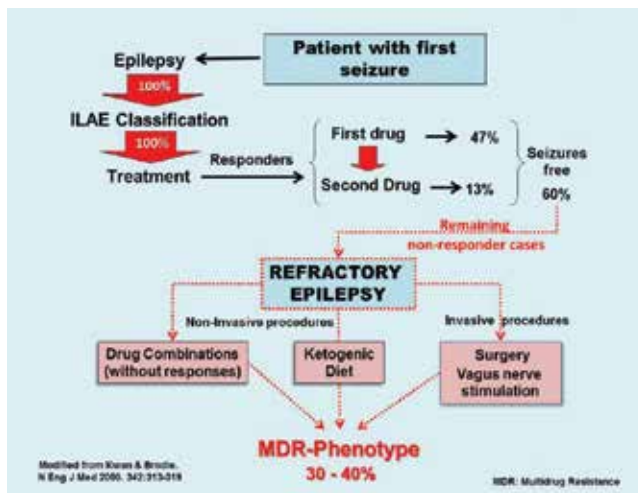 Patient with first
seizure
Epilepsy
100%
ILAE Classification
100%
Treatment
Responders
First drug
47%
Second Drug
13%
Seizures
free
60%
Remaining
non-responder cases
REFRACTORY
EPILEPSY
Non-Invasive procedures
Invasive procedures
Drug Combinations
(without responses)
Ketogenic
Diet
Surgery
Vagus nerve
stimulation
MDR-Phenotype
30 - 40%
Modified from Kwan & Brodie.
N Eng J Med 2000. 342:313-319
MDR: Multidrug Resistance